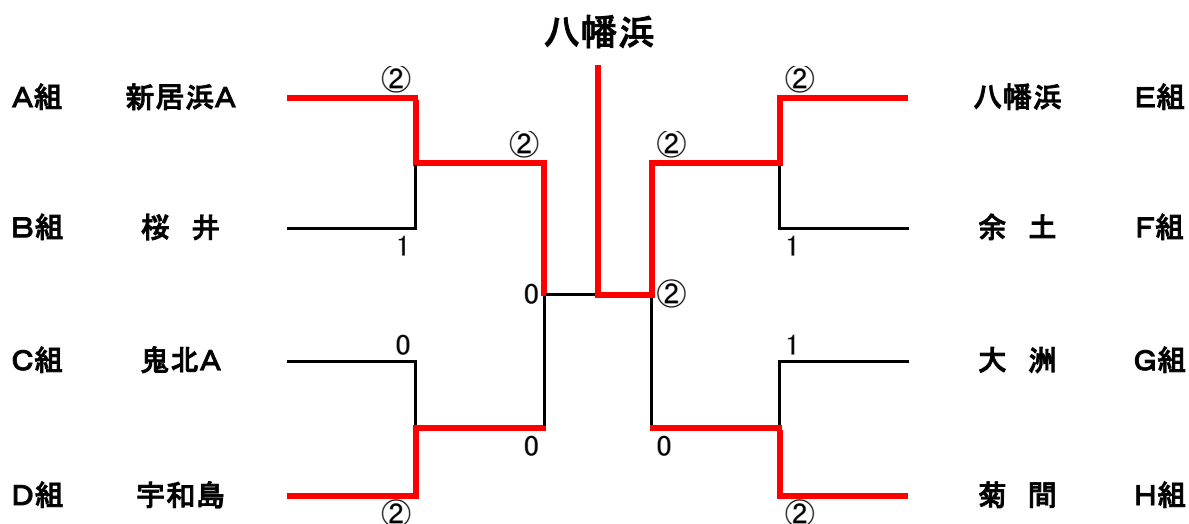 八幡浜
② ②
A組 新居浜A 八幡浜 E組
② ②
B組 桜 井 余 土 F組
1 1
0 ②
0 1
C組 鬼北A 大 洲 G組
0 0
D組 宇和島 菊 間 H組
② ②